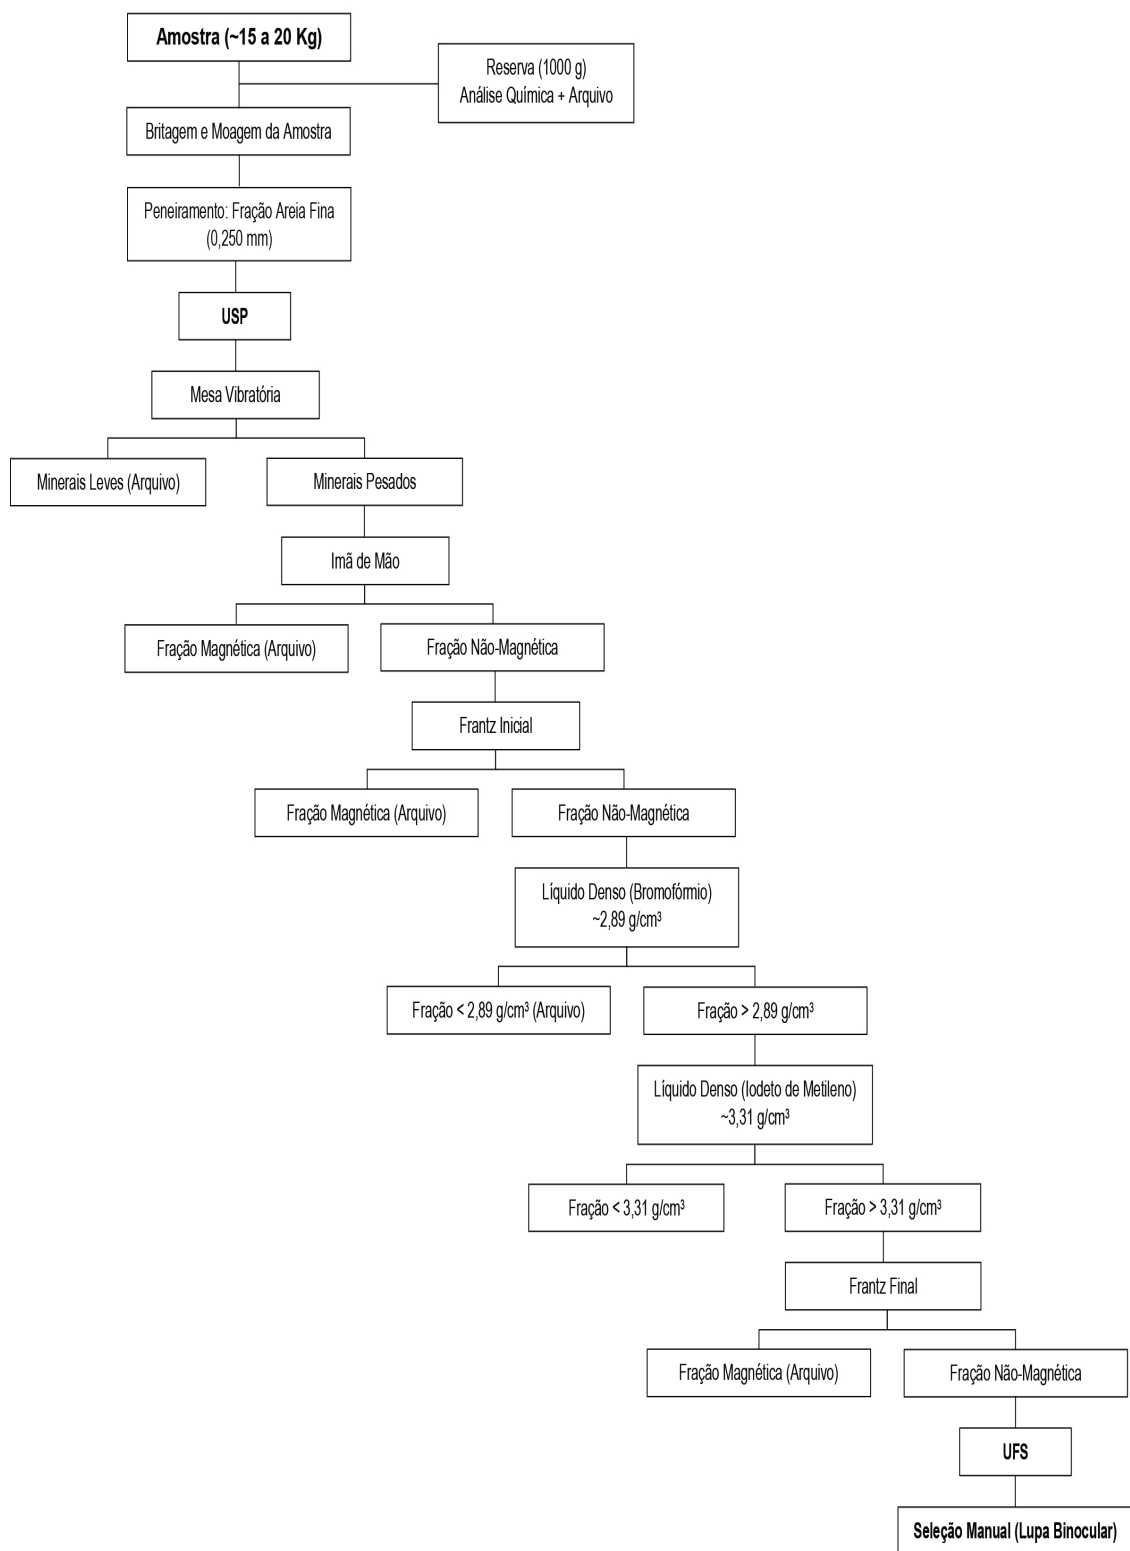 Amostra (~15 a 20 Kg)
Reserva (1000 g)
Análise Química + Arquivo
Britagem e Moagem da Amostra
Peneiramento: Fração Areia Fina
(0,250 mm)
USP
Mesa Vibratória
Minerais Leves (Arquivo)
Minerais Pesados
Imã de Mão
Fração Magnética (Arquivo)
Fração Não-Magnética
Frantz Inicial
Fração Magnética (Arquivo)
Fração Não-Magnética
Líquido Denso (Bromofórmio)
~2,89 g/cm³
Fração < 2,89 g/cm³ (Arquivo)
Fração > 2,89 g/cm³
Líquido Denso (Iodeto de Metileno)
~3,31 g/cm³
Fração < 3,31 g/cm³
Fração > 3,31 g/cm³
Frantz Final
Fração Magnética (Arquivo)
Fração Não-Magnética
UFS
Seleção Manual (Lupa Binocular)